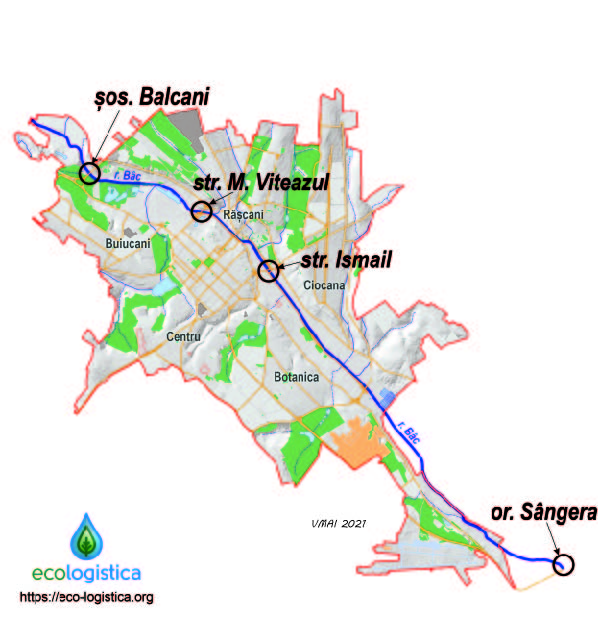 șos. Balcani
r. Bâc
str. M. Viteazul
Râșcani
Buiucani
str. Ismail
Ciocana
Centru
Botanica
r. Bâc
or. Sângera
VMAI 2021
ecologistica
https://eco-logistica.org